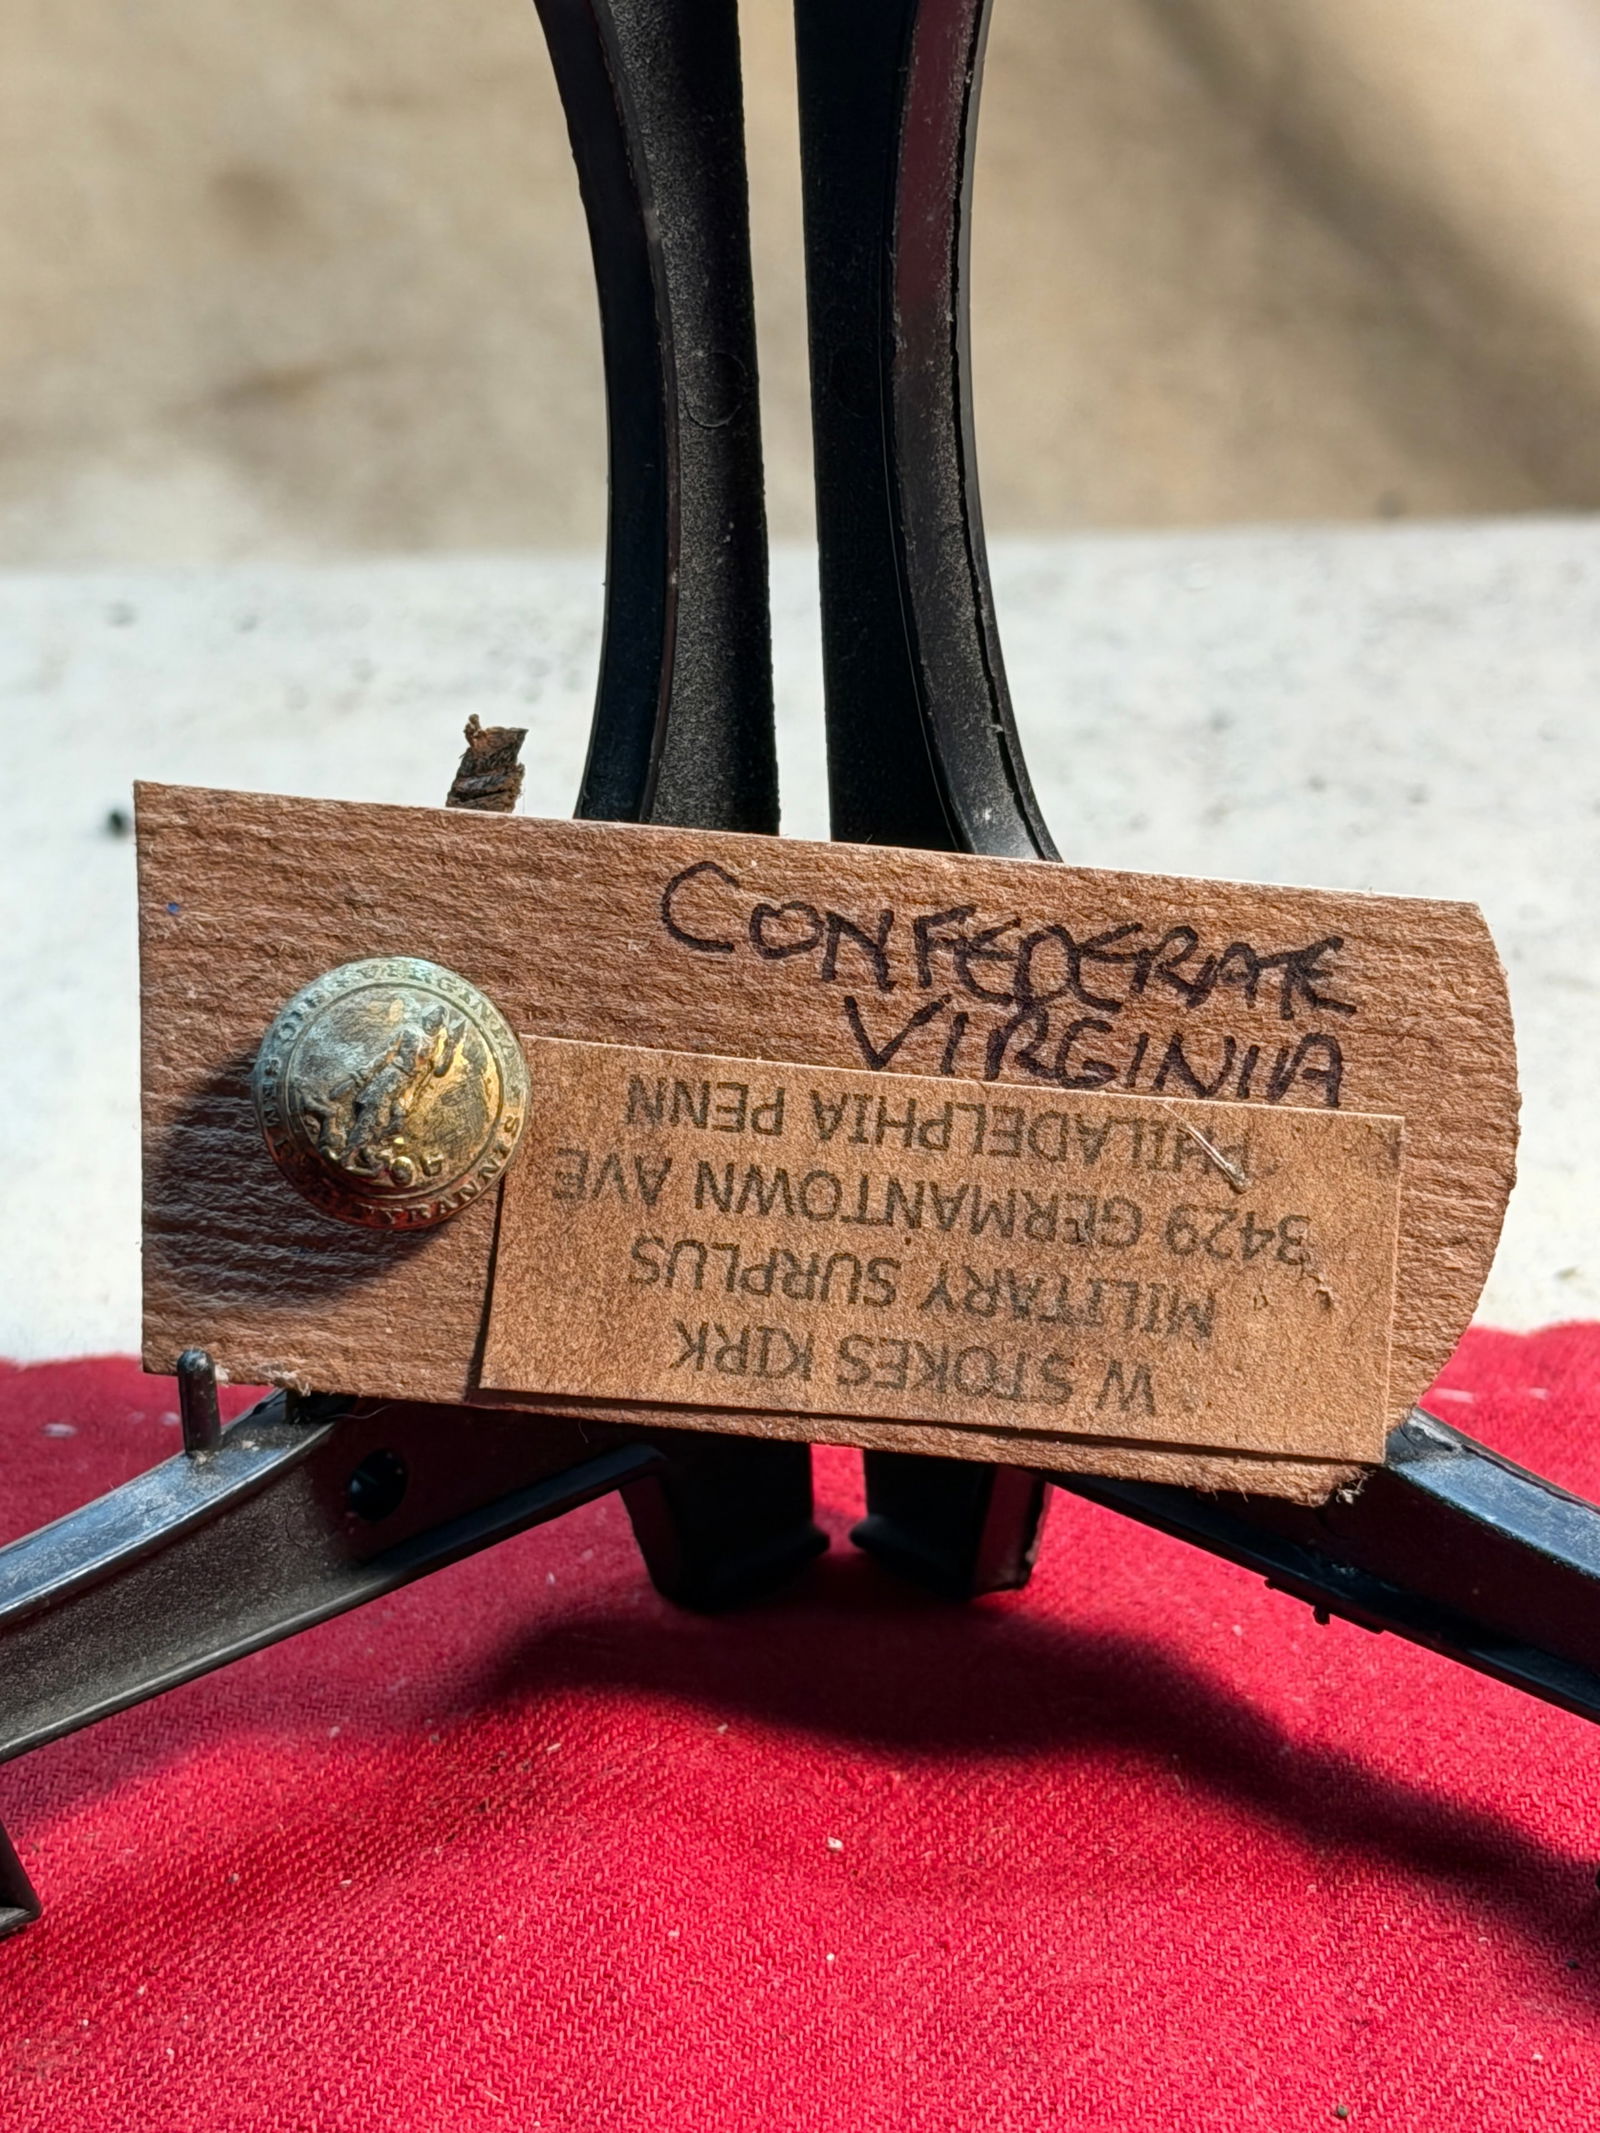 CONFEDERATE
VIRGINIA
W STOKES KIRK
MILITARY SURPLUS
3429 GERMANTOWN AVE
PHILADELPHIA PENN
VIRGINIA
TYRANNIS